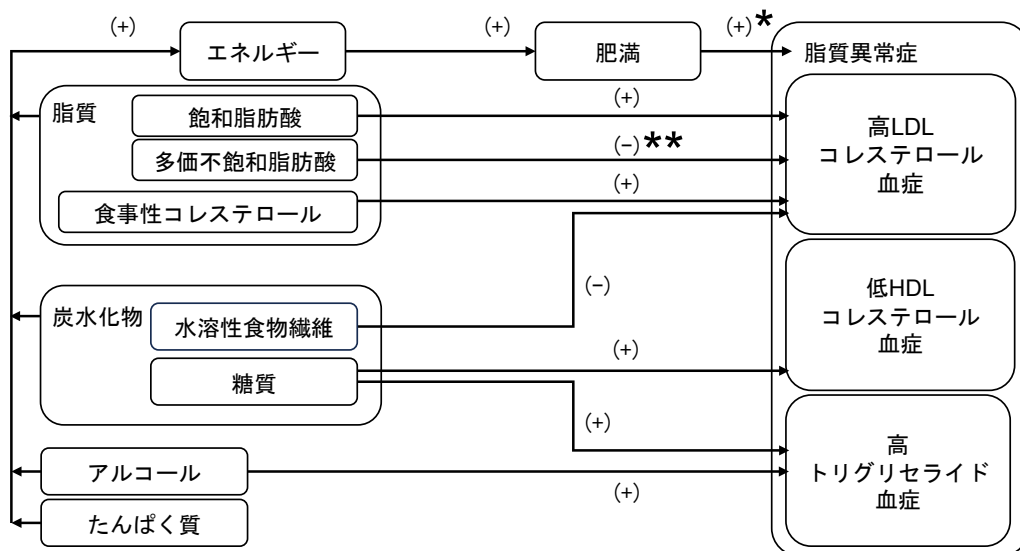 (+)
エネルギー
(+)
肥満
(+)*
脂質異常症
脂質
飽和脂肪酸
(+)
多価不飽和脂肪酸
(−)**
食事性コレステロール
(+)
高LDL
コレステロール
血症
炭水化物
水溶性食物繊維
(−)
糖質
(+)
(+)
低HDL
コレステロール
血症
アルコール
(+)
高
トリグリセライド
血症
たんぱく質